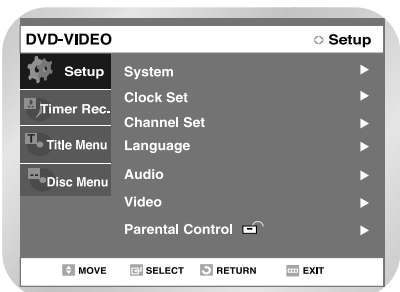 DVD-VIDEO Setup
Setup
Timer Rec.
Title Menu
Disc Menu
System
Clock Set
Channel Set
Language
Audio
Video
Parental Control
MOVE SELECT RETURN EXIT